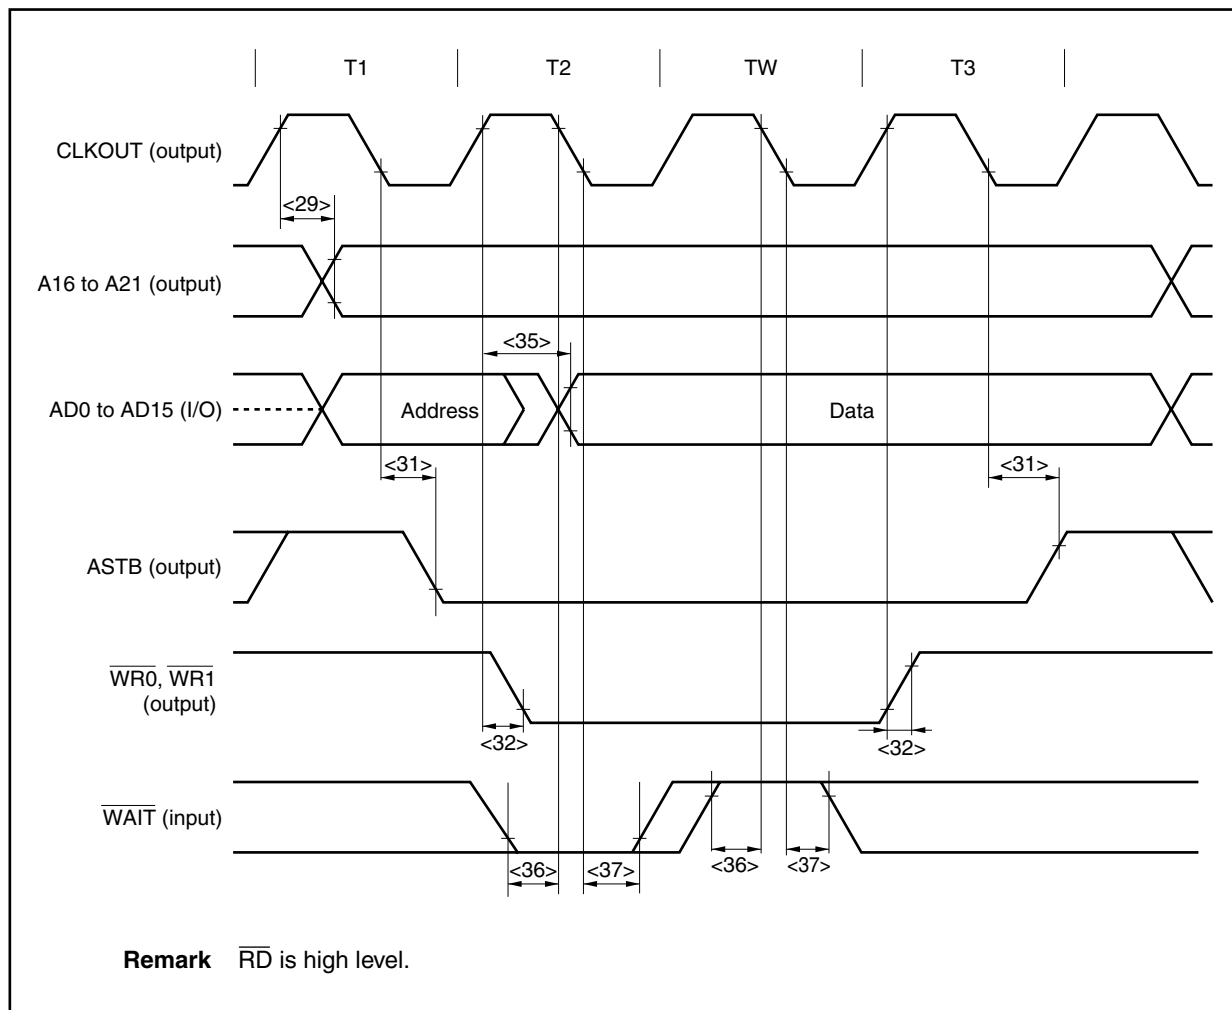 T1 T2 TW T3
CLKOUT (output)
<29>
A16 to A21 (output)
<35>
AD0 to AD15 (I/O) Address Data
<31> <31>
ASTB (output)
WR0, WR1
(output)
<32> <32>
WAIT (input)
<36> <37> <36> <37>
Remark RD is high level.